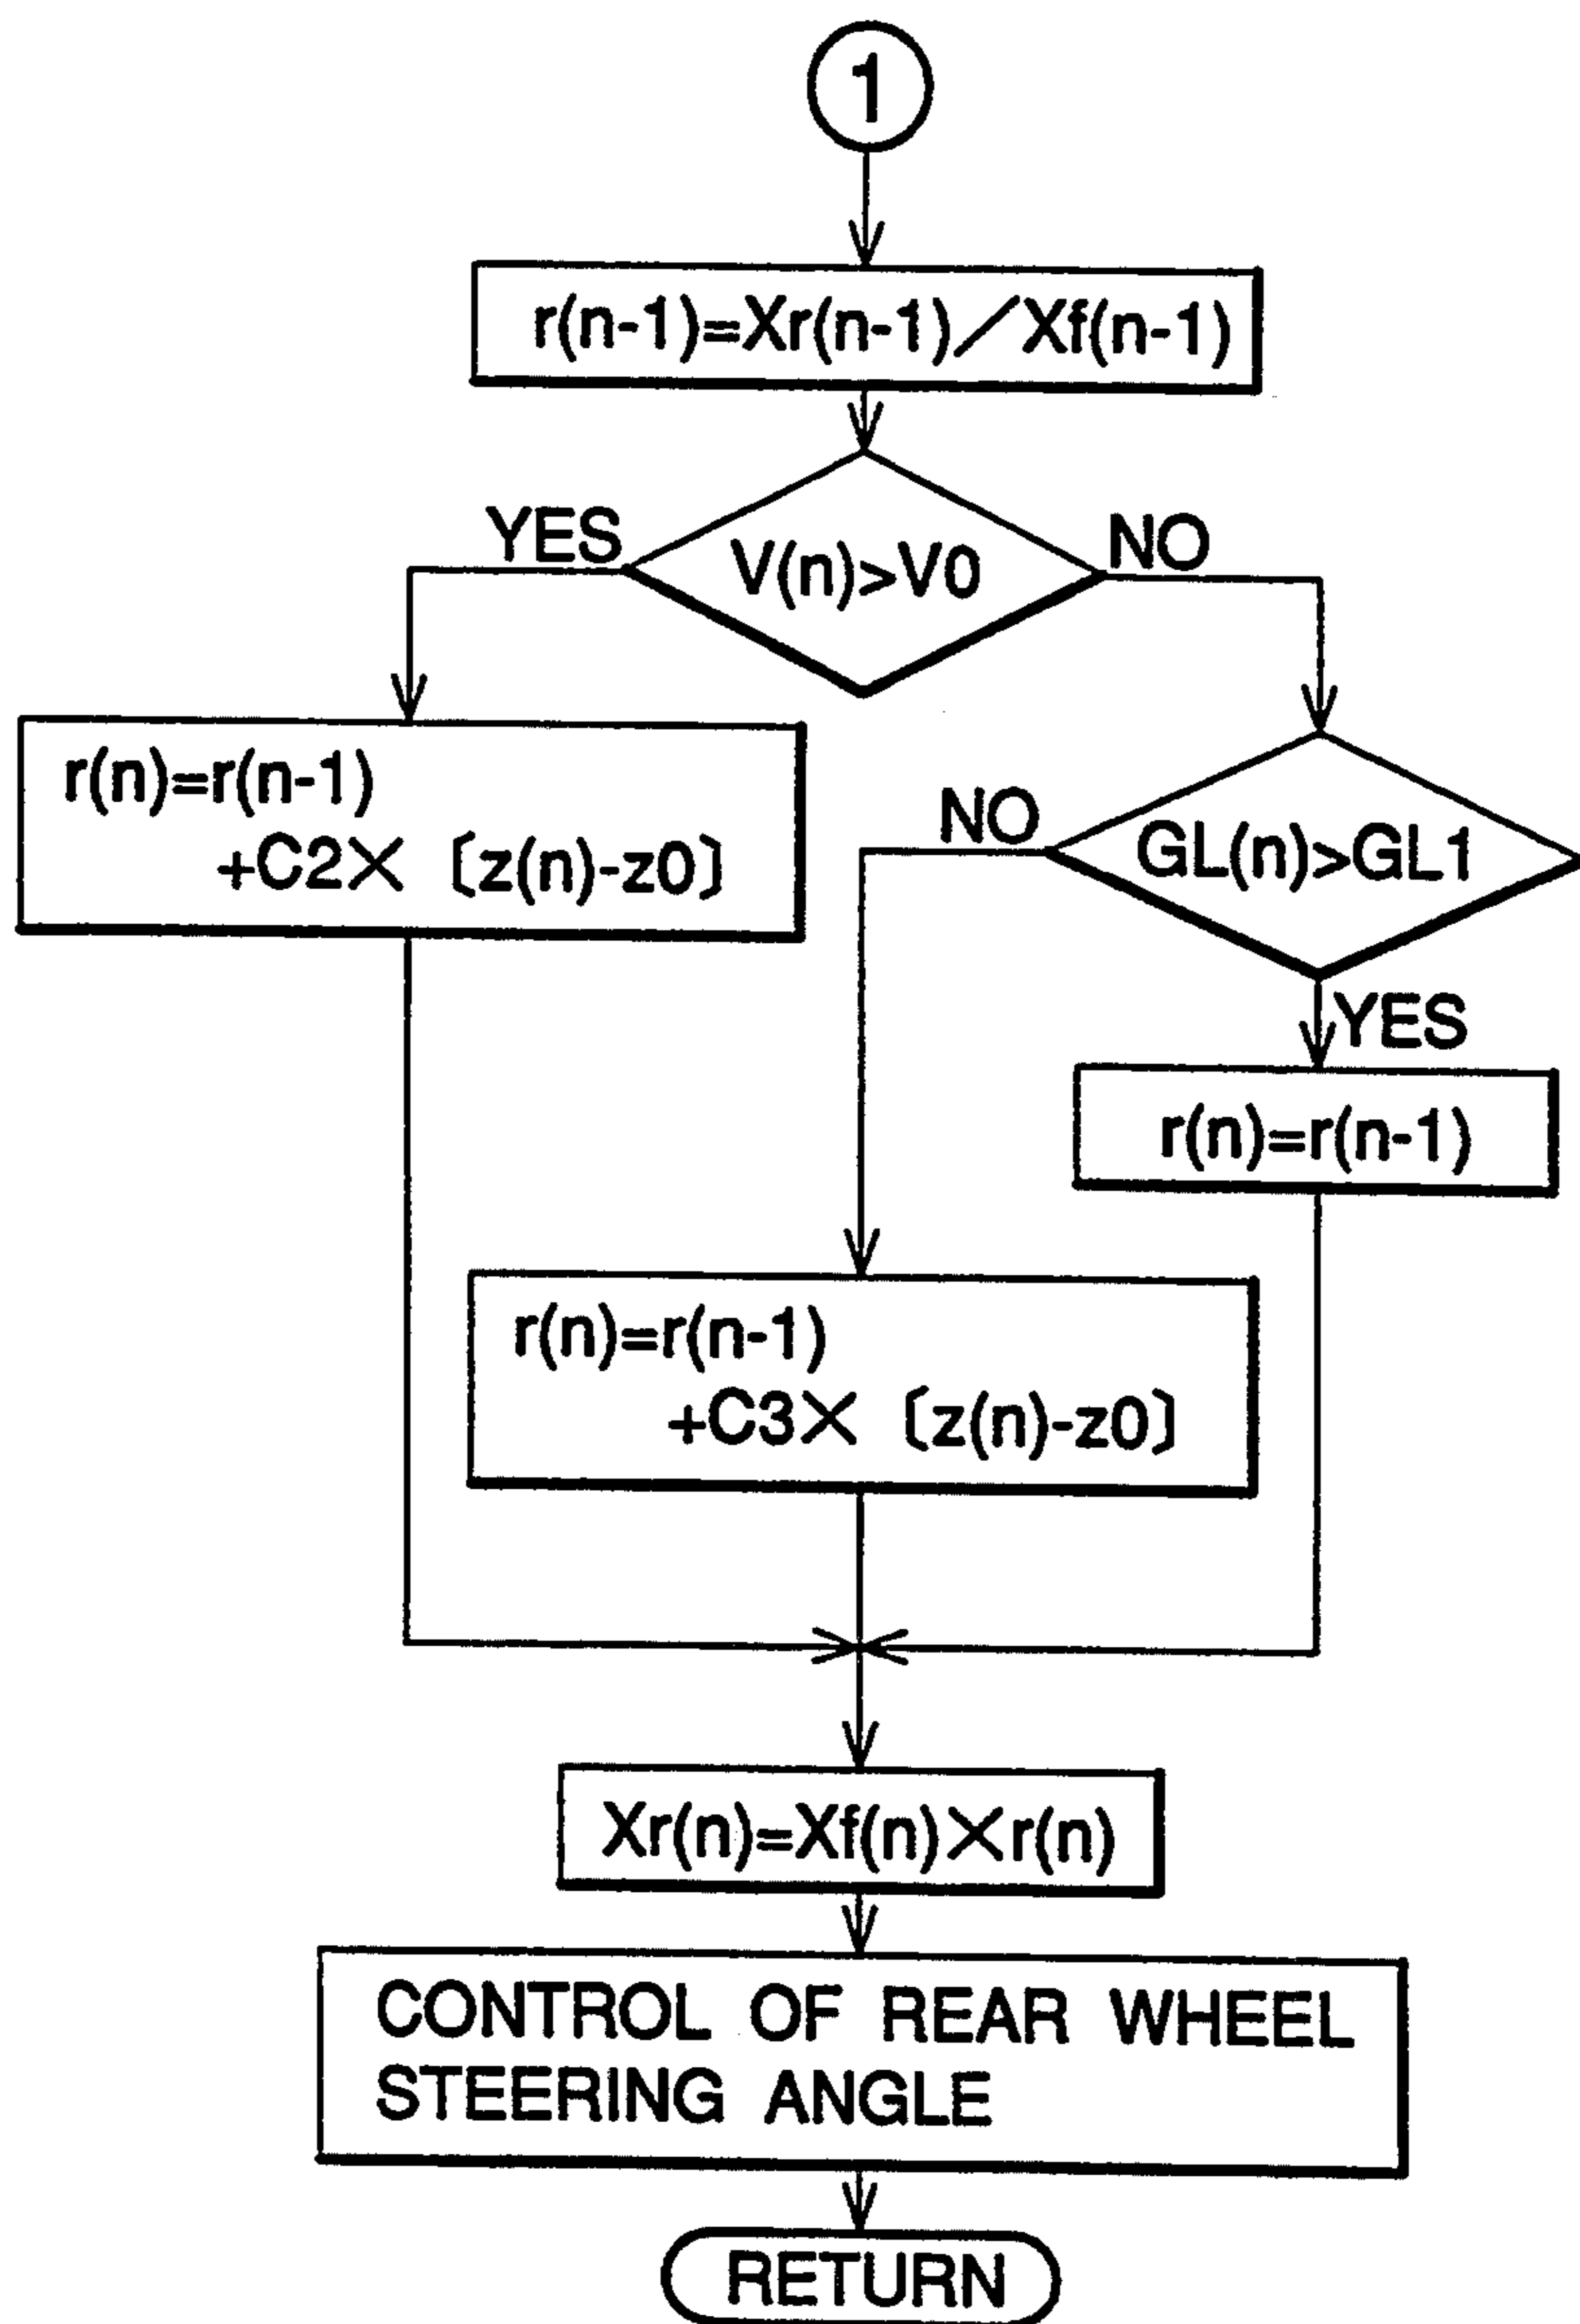 1
r(n-1)=Xr(n-1)／Xf(n-1)
YES
V(n)>V0
NO
r(n)=r(n-1)
+C2×〔z(n)-z0〕
NO
GL(n)>GL1
YES
r(n)=r(n-1)
r(n)=r(n-1)
+C3×〔z(n)-z0〕
Xr(n)=Xf(n)×r(n)
CONTROL OF REAR WHEEL
STEERING ANGLE
RETURN